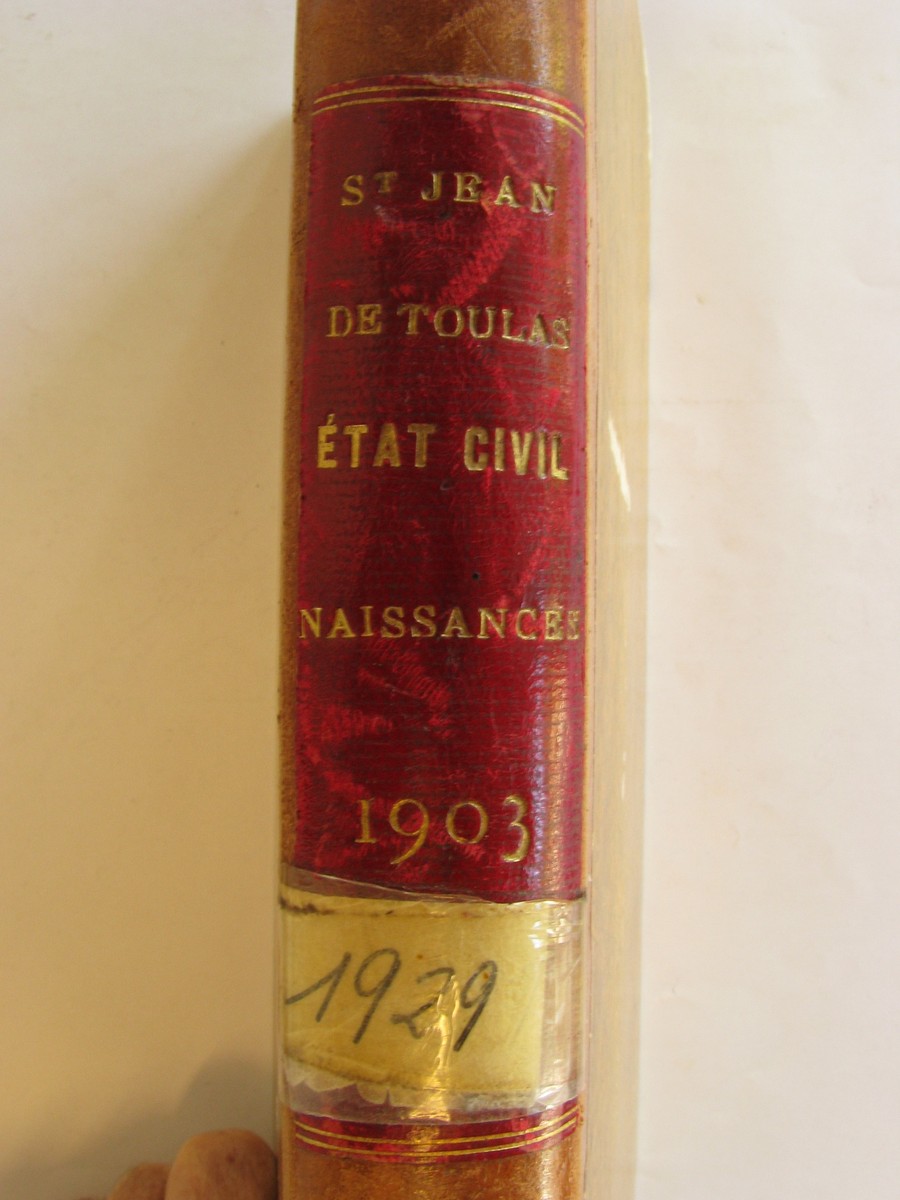 ST JEAN
DE TOULAS
ÉTAT CIVIL
NAISSANCES
1903
1929